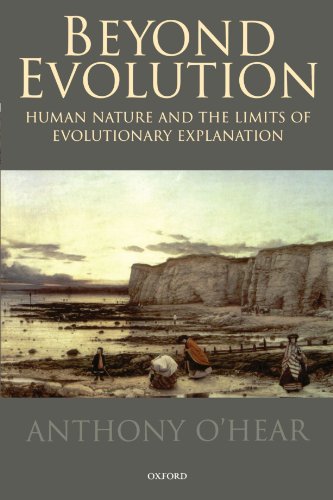 BEYOND
EVOLUTION
HUMAN NATURE AND THE LIMITS OF
EVOLUTIONARY EXPLANATION
ANTHONY O'HEAR
OXFORD